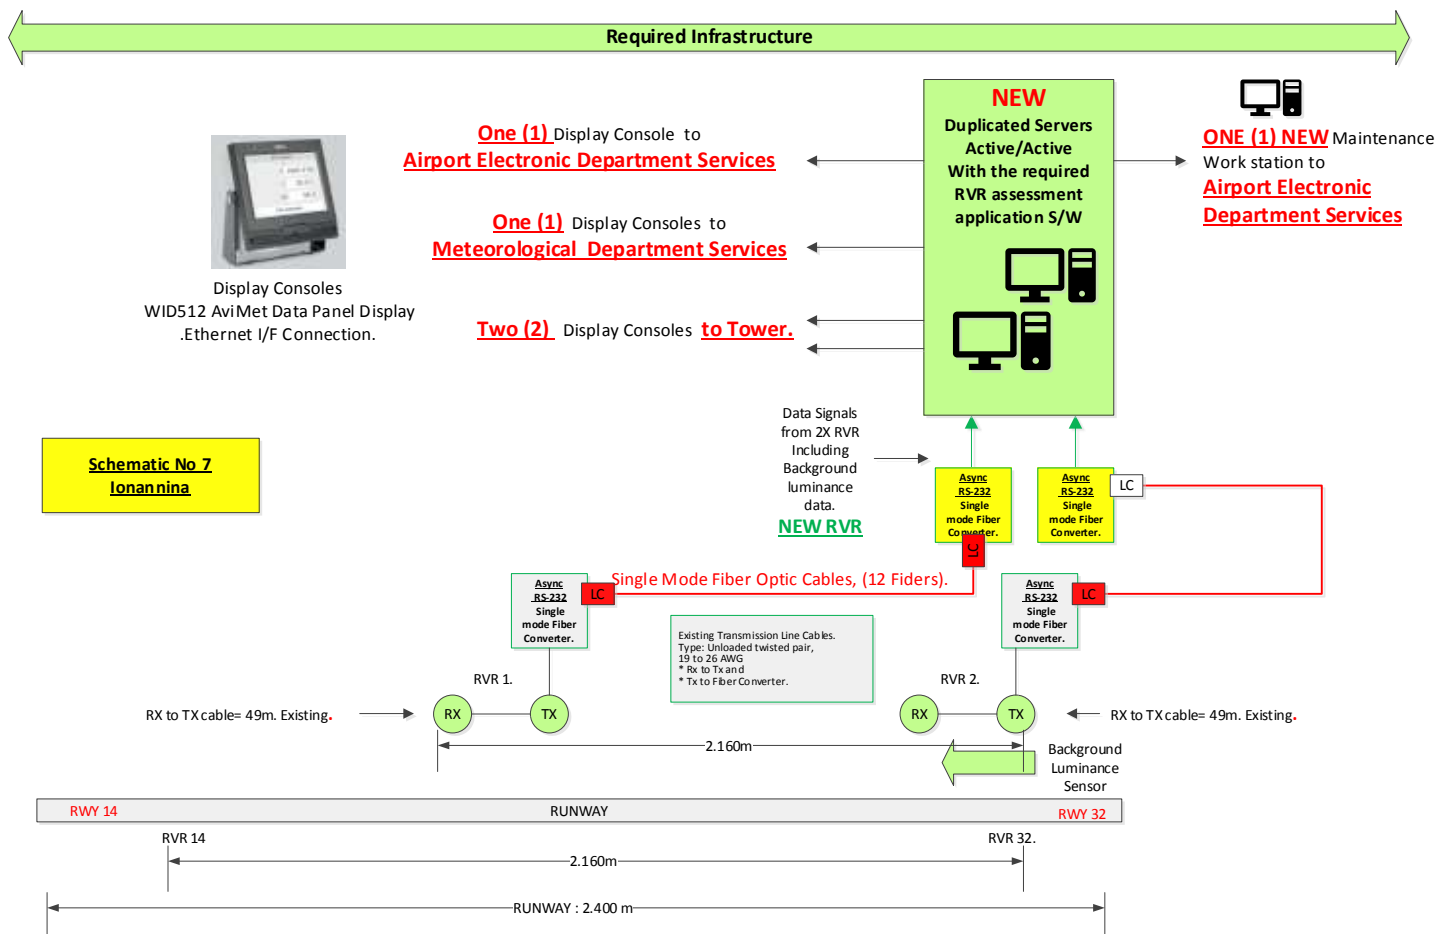 Required Infrastructure
NEW
Duplicated Servers
Active/Active
With the required
RVR assessment
application S/W
One (1) Display Console to
Airport Electronic Department Services
One (1) Display Consoles to
Meteorological Department Services
Two (2) Display Consoles to Tower.
ONE (1) NEW Maintenance
Work station to
Airport Electronic
Department Services
Display Consoles
WID512 AviMet Data Panel Display
.Ethernet I/F Connection.
Schematic No 7
Ionannina
Data Signals
from 2X RVR
Including
Background
luminance
data.
NEW RVR
Async
RS-232
Single
mode Fiber
Converter.
LC
Async
RS-232
Single
mode Fiber
Converter.
LC
Single Mode Fiber Optic Cables, (12 Fiders).
Async
RS-232
Single
mode Fiber
Converter.
LC
Async
RS-232
Single
mode Fiber
Converter.
LC
Existing Transmission Line Cables.
Type: Unloaded twisted pair,
19 to 26 AWG
* Rx to Tx and
* Tx to Fiber Converter.
RVR 1.
RX
TX
RX to TX cable= 49m. Existing.
RVR 2.
RX
TX
RX to TX cable= 49m. Existing.
2.160m
Background
Luminance
Sensor
RWY 14
RUNWAY
RWY 32
RVR 14
RVR 32.
2.160m
RUNWAY : 2.400 m